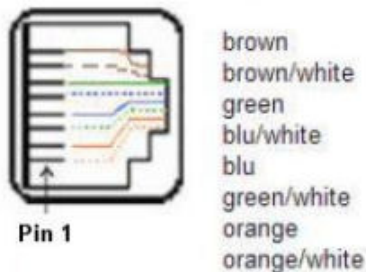 brown
brown/white
green
blu/white
blu
green/white
orange
orange/white
Pin 1